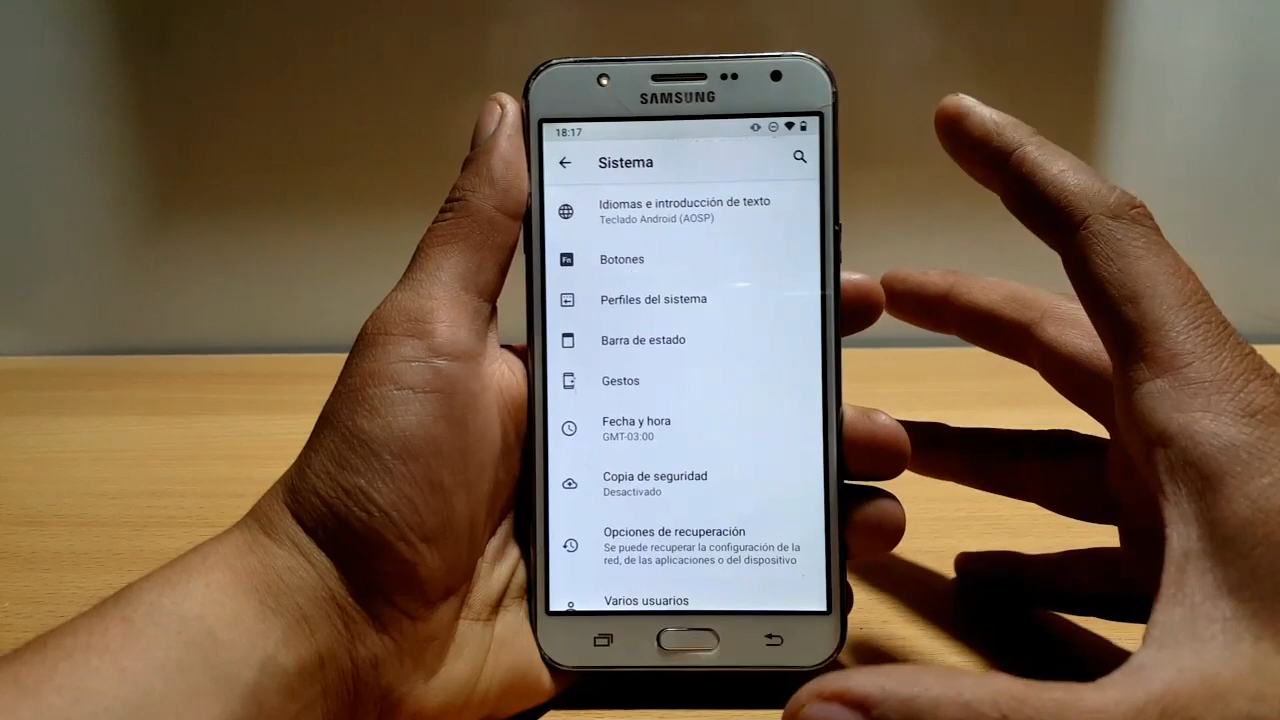 SAMSUNG
18:17
Sistema
Idiomas e introducción de texto
Teclado Android (AOSP)
Fn
Botones
Perfiles del sistema
Barra de estado
Gestos
Fecha y hora
GMT-03:00
Copia de seguridad
Desactivado
Opciones de recuperación
Se puede recuperar la configuración de la
red, de las aplicaciones o del dispositivo
Varios usuarios